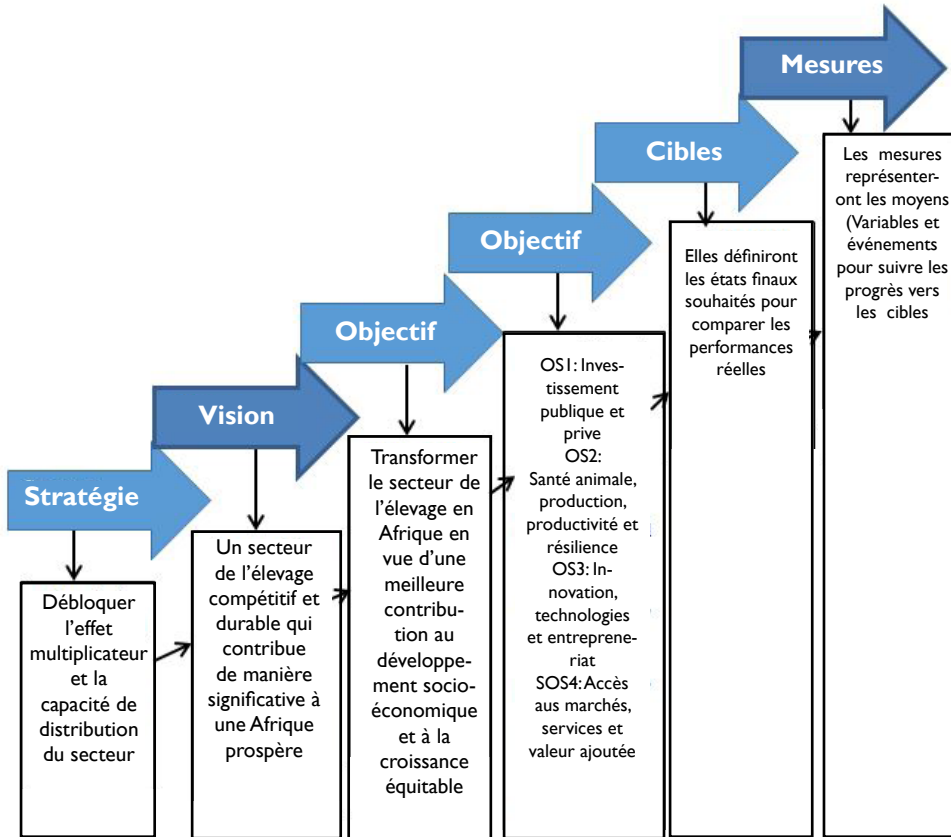 Stratégie
Débloquer
l'effet
multiplicateur
et la
capacité de
distribution
du secteur
Vision
Un secteur
de l'élevage
compétitif et
durable qui
contribue
de manière
significative à
une Afrique
prospère
Objectif
Transformer
le secteur de
l'élevage en
Afrique en
vue d'une
meilleure
contribu-
tion au
développe-
ment socio-
économique
et à la
croissance
équitable
Objectif
OS1: Inves-
tissement
publique et
prive
OS2:
Santé animale,
production,
productivité et
résilience
OS3: In-
novation,
technologies
et entreprene-
riat
SOS4: Accès
aus marchés,
services et
valeur ajoutée
Cibles
Elles définiront
les états finaux
souhaités pour
comparer les
performances
réelles
Mesures
Les mesures
représenter-
ont les moyens
(Variables et
événements
pour suivre les
progrès vers
les cibles